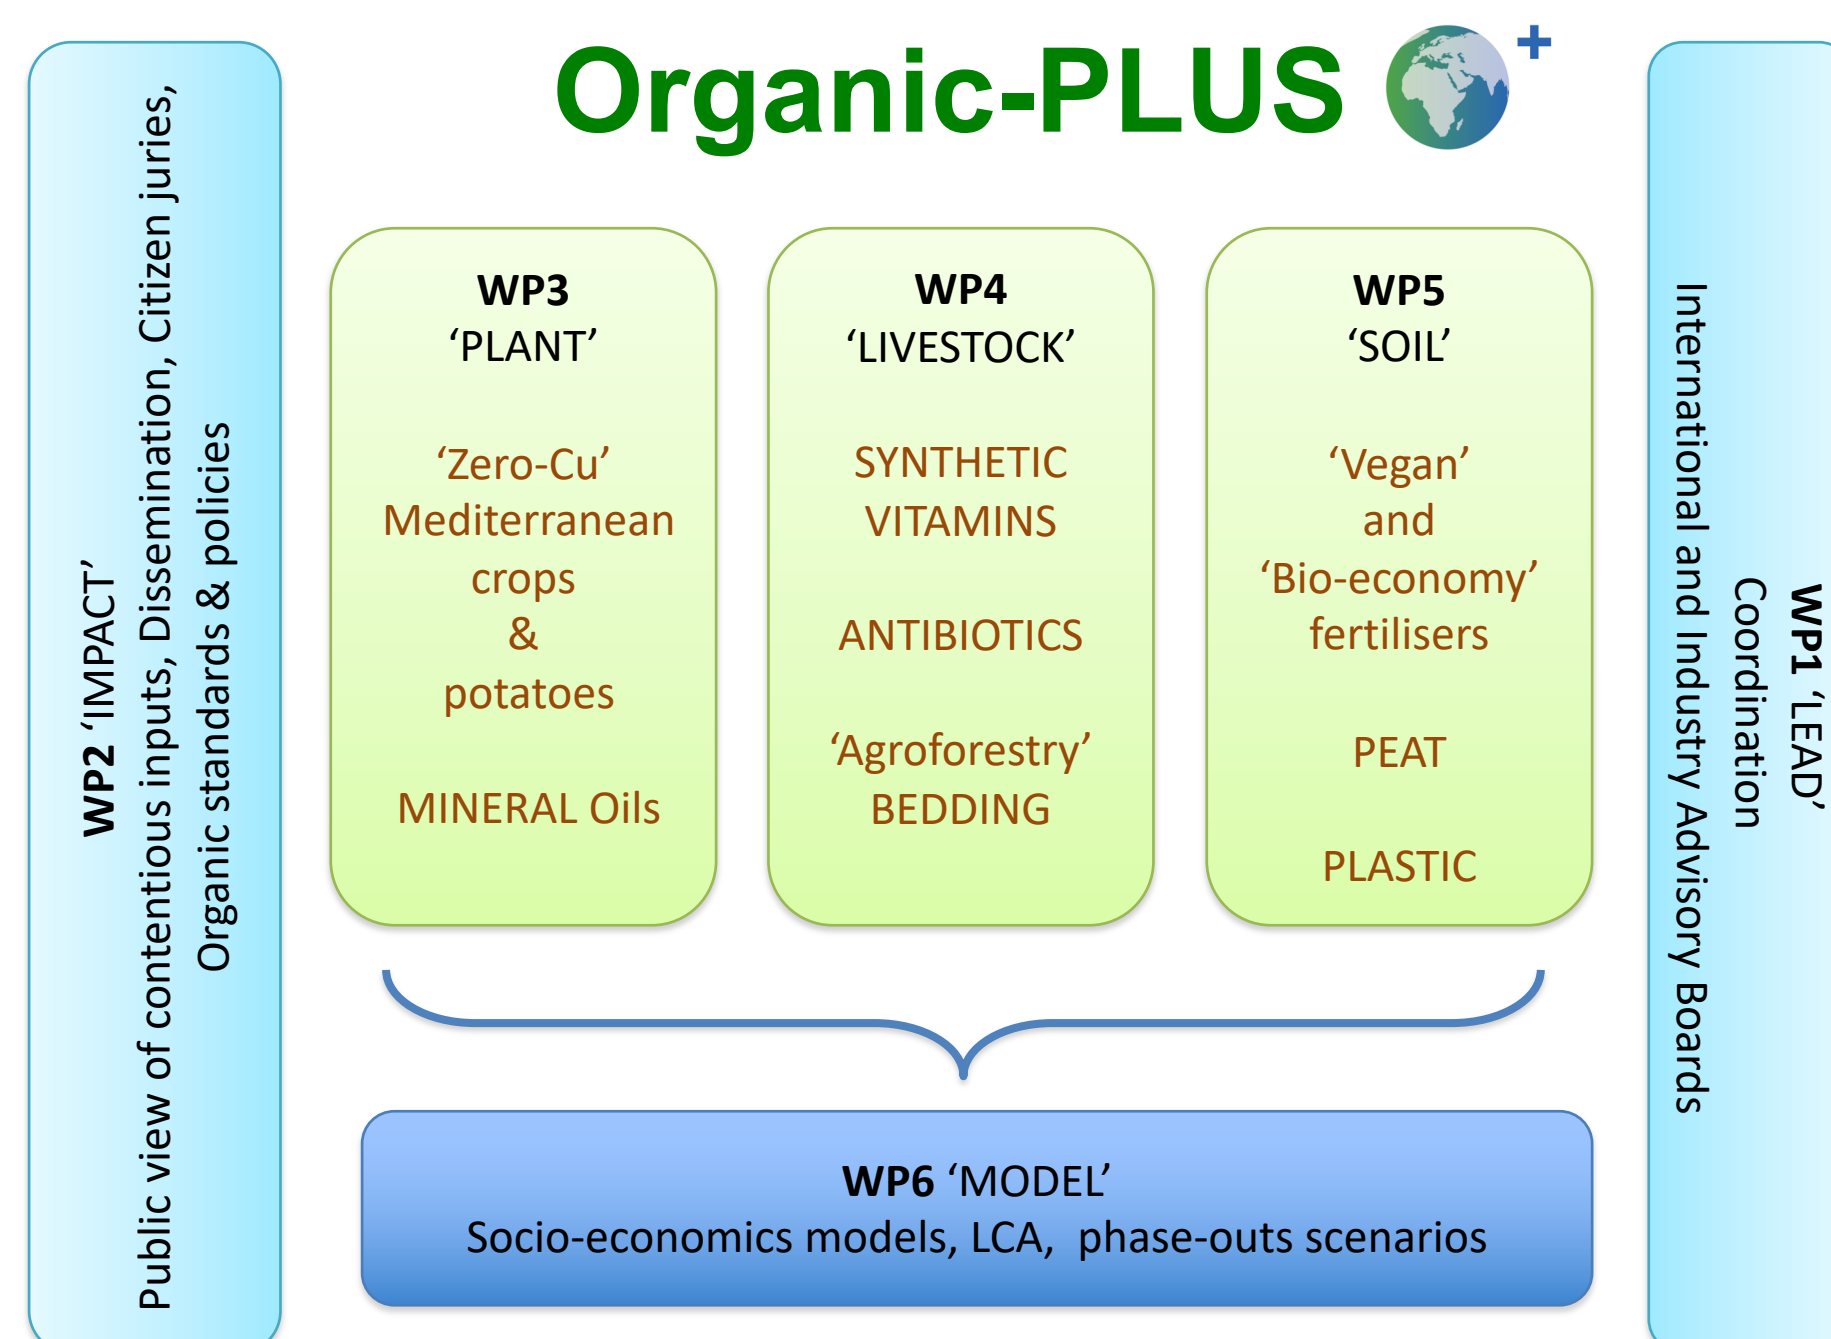 Organic-PLUS
+
WP2 ‘IMPACT’
Public view of contentious inputs, Dissemination, Citizen juries,
Organic standards & policies
WP3
‘PLANT’
‘Zero-Cu’
Mediterranean
crops
&
potatoes
MINERAL Oils
WP4
‘LIVESTOCK’
SYNTHETIC
VITAMINS
ANTIBIOTICS
‘Agroforestry’
BEDDING
WP5
‘SOIL’
‘Vegan’
and
‘Bio-economy’
fertilisers
PEAT
PLASTIC
WP1 ‘LEAD’
Coordination
International and Industry Advisory Boards
WP6 ‘MODEL’
Socio-economics models, LCA,  phase-outs scenarios